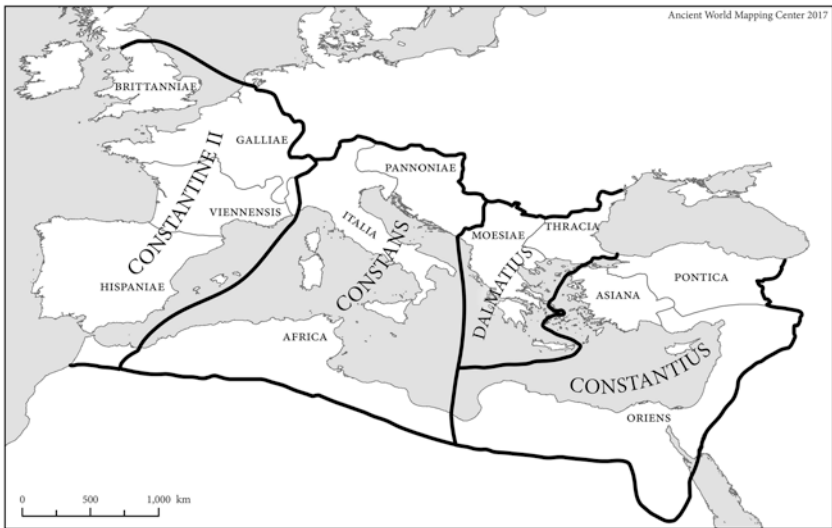 Ancient World Mapping Center 2017
BRITTANNIAE
GALLIAE
CONSTANTINE II
VIENNENSIS
HISPANIAE
PANNONIAE
ITALIA
CONSTANS
AFRICA
MOESIAE
THRACIA
DALMATIUS
ASIANA
PONTICA
CONSTANTIUS
ORIENS
0 500 1,000 km